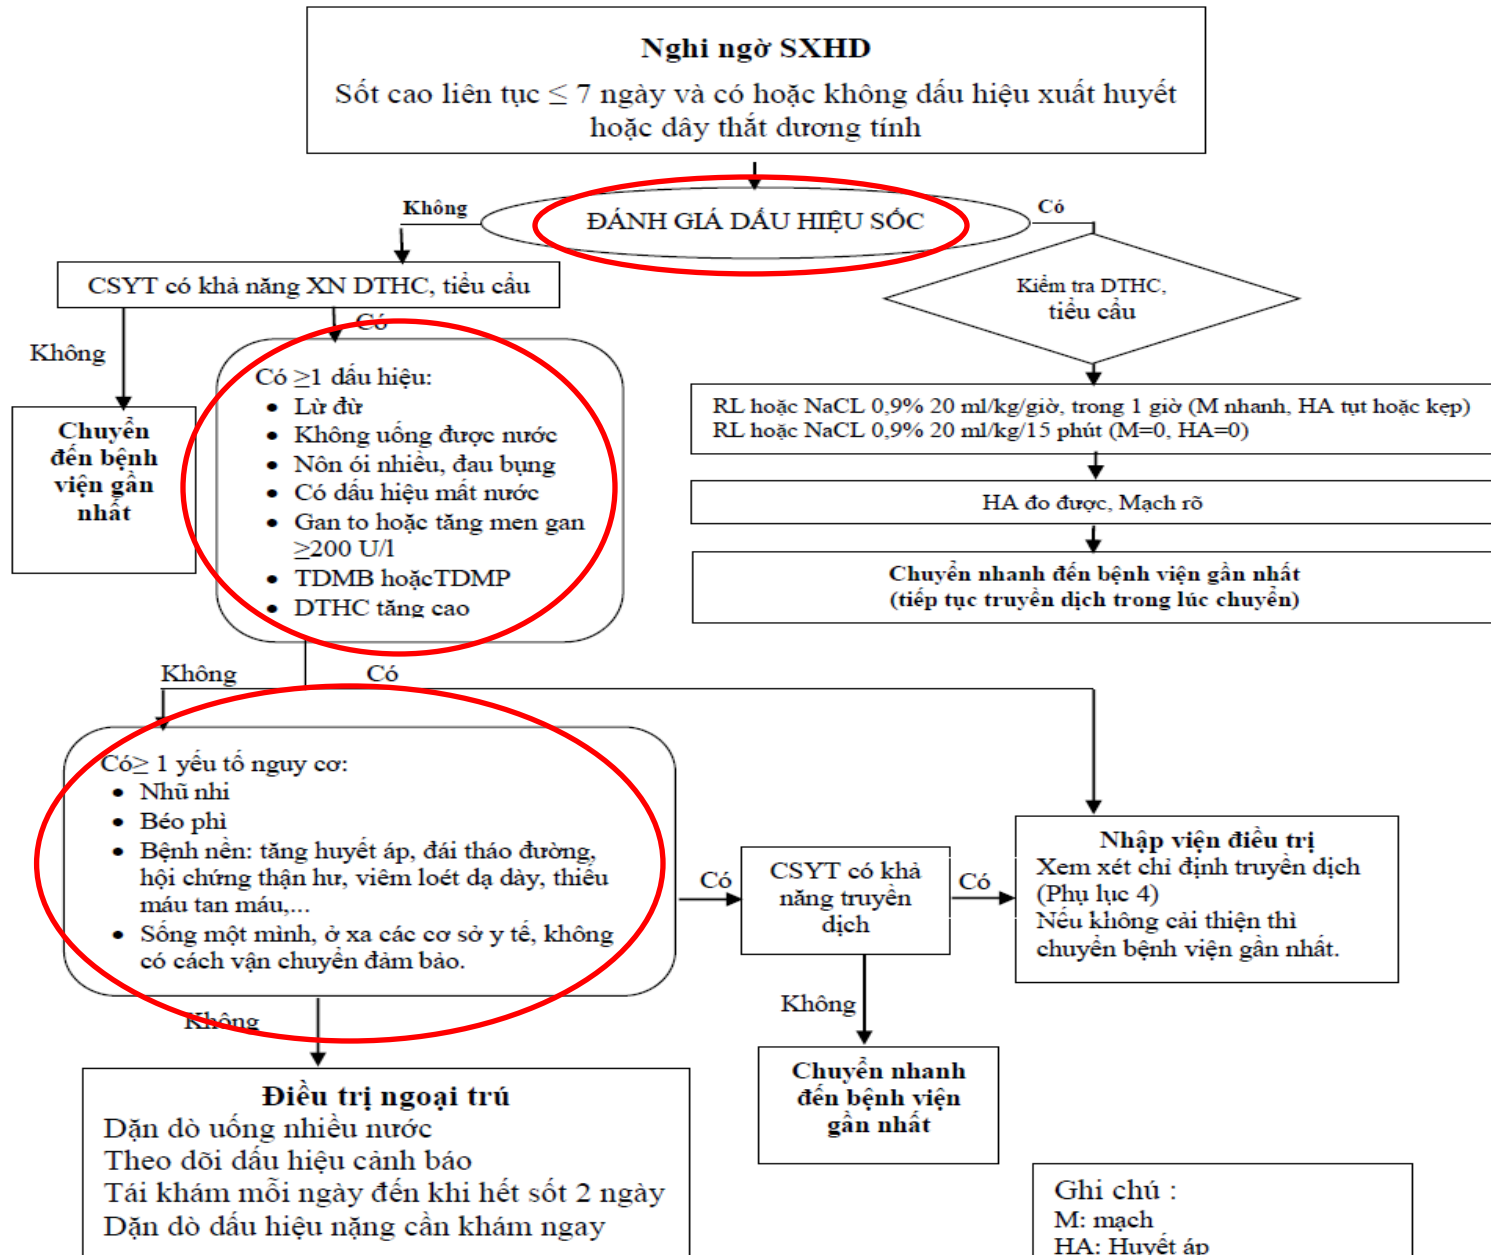 Nghi ngờ SXHD
Sốt cao liên tục ≤ 7 ngày và có hoặc không dấu hiệu xuất huyết
hoặc dây thắt dương tính
Không
ĐÁNH GIÁ DẤU HIỆU SỐC
Có
CSYT có khả năng XN DTHC, tiểu cầu
Kiểm tra DTHC,
tiểu cầu
Không
Có
Chuyển
đến bệnh
viện gần
nhất
Có ≥1 dấu hiệu:
• Lừ đừ
• Không uống được nước
• Nôn ói nhiều, đau bụng
• Có dấu hiệu mất nước
• Gan to hoặc tăng men gan
≥200 U/l
• TDMB hoặcTDMP
• DTHC tăng cao
RL hoặc NaCL 0,9% 20 ml/kg/giờ, trong 1 giờ (M nhanh, HA tụt hoặc kẹp)
RL hoặc NaCL 0,9% 20 ml/kg/15 phút (M=0, HA=0)
HA đo được, Mạch rõ
Chuyển nhanh đến bệnh viện gần nhất
(tiếp tục truyền dịch trong lúc chuyển)
Không
Có
Có≥ 1 yếu tố nguy cơ:
• Nhũ nhi
• Béo phì
• Bệnh nền: tăng huyết áp, đái tháo đường,
hội chứng thận hư, viêm loét dạ dày, thiếu
máu tan máu,...
• Sống một mình, ở xa các cơ sở y tế, không
có cách vận chuyển đảm bảo.
Có
CSYT có khả
năng truyền
dịch
Có
Nhập viện điều trị
Xem xét chỉ định truyền dịch
(Phụ lục 4)
Nếu không cải thiện thì
chuyển bệnh viện gần nhất.
Không
Không
Chuyển nhanh
đến bệnh viện
gần nhất
Điều trị ngoại trú
Dặn dò uống nhiều nước
Theo dõi dấu hiệu cảnh báo
Tái khám mỗi ngày đến khi hết sốt 2 ngày
Dặn dò dấu hiệu nặng cần khám ngay
Ghi chú :
M: mạch
HA: Huyết áp